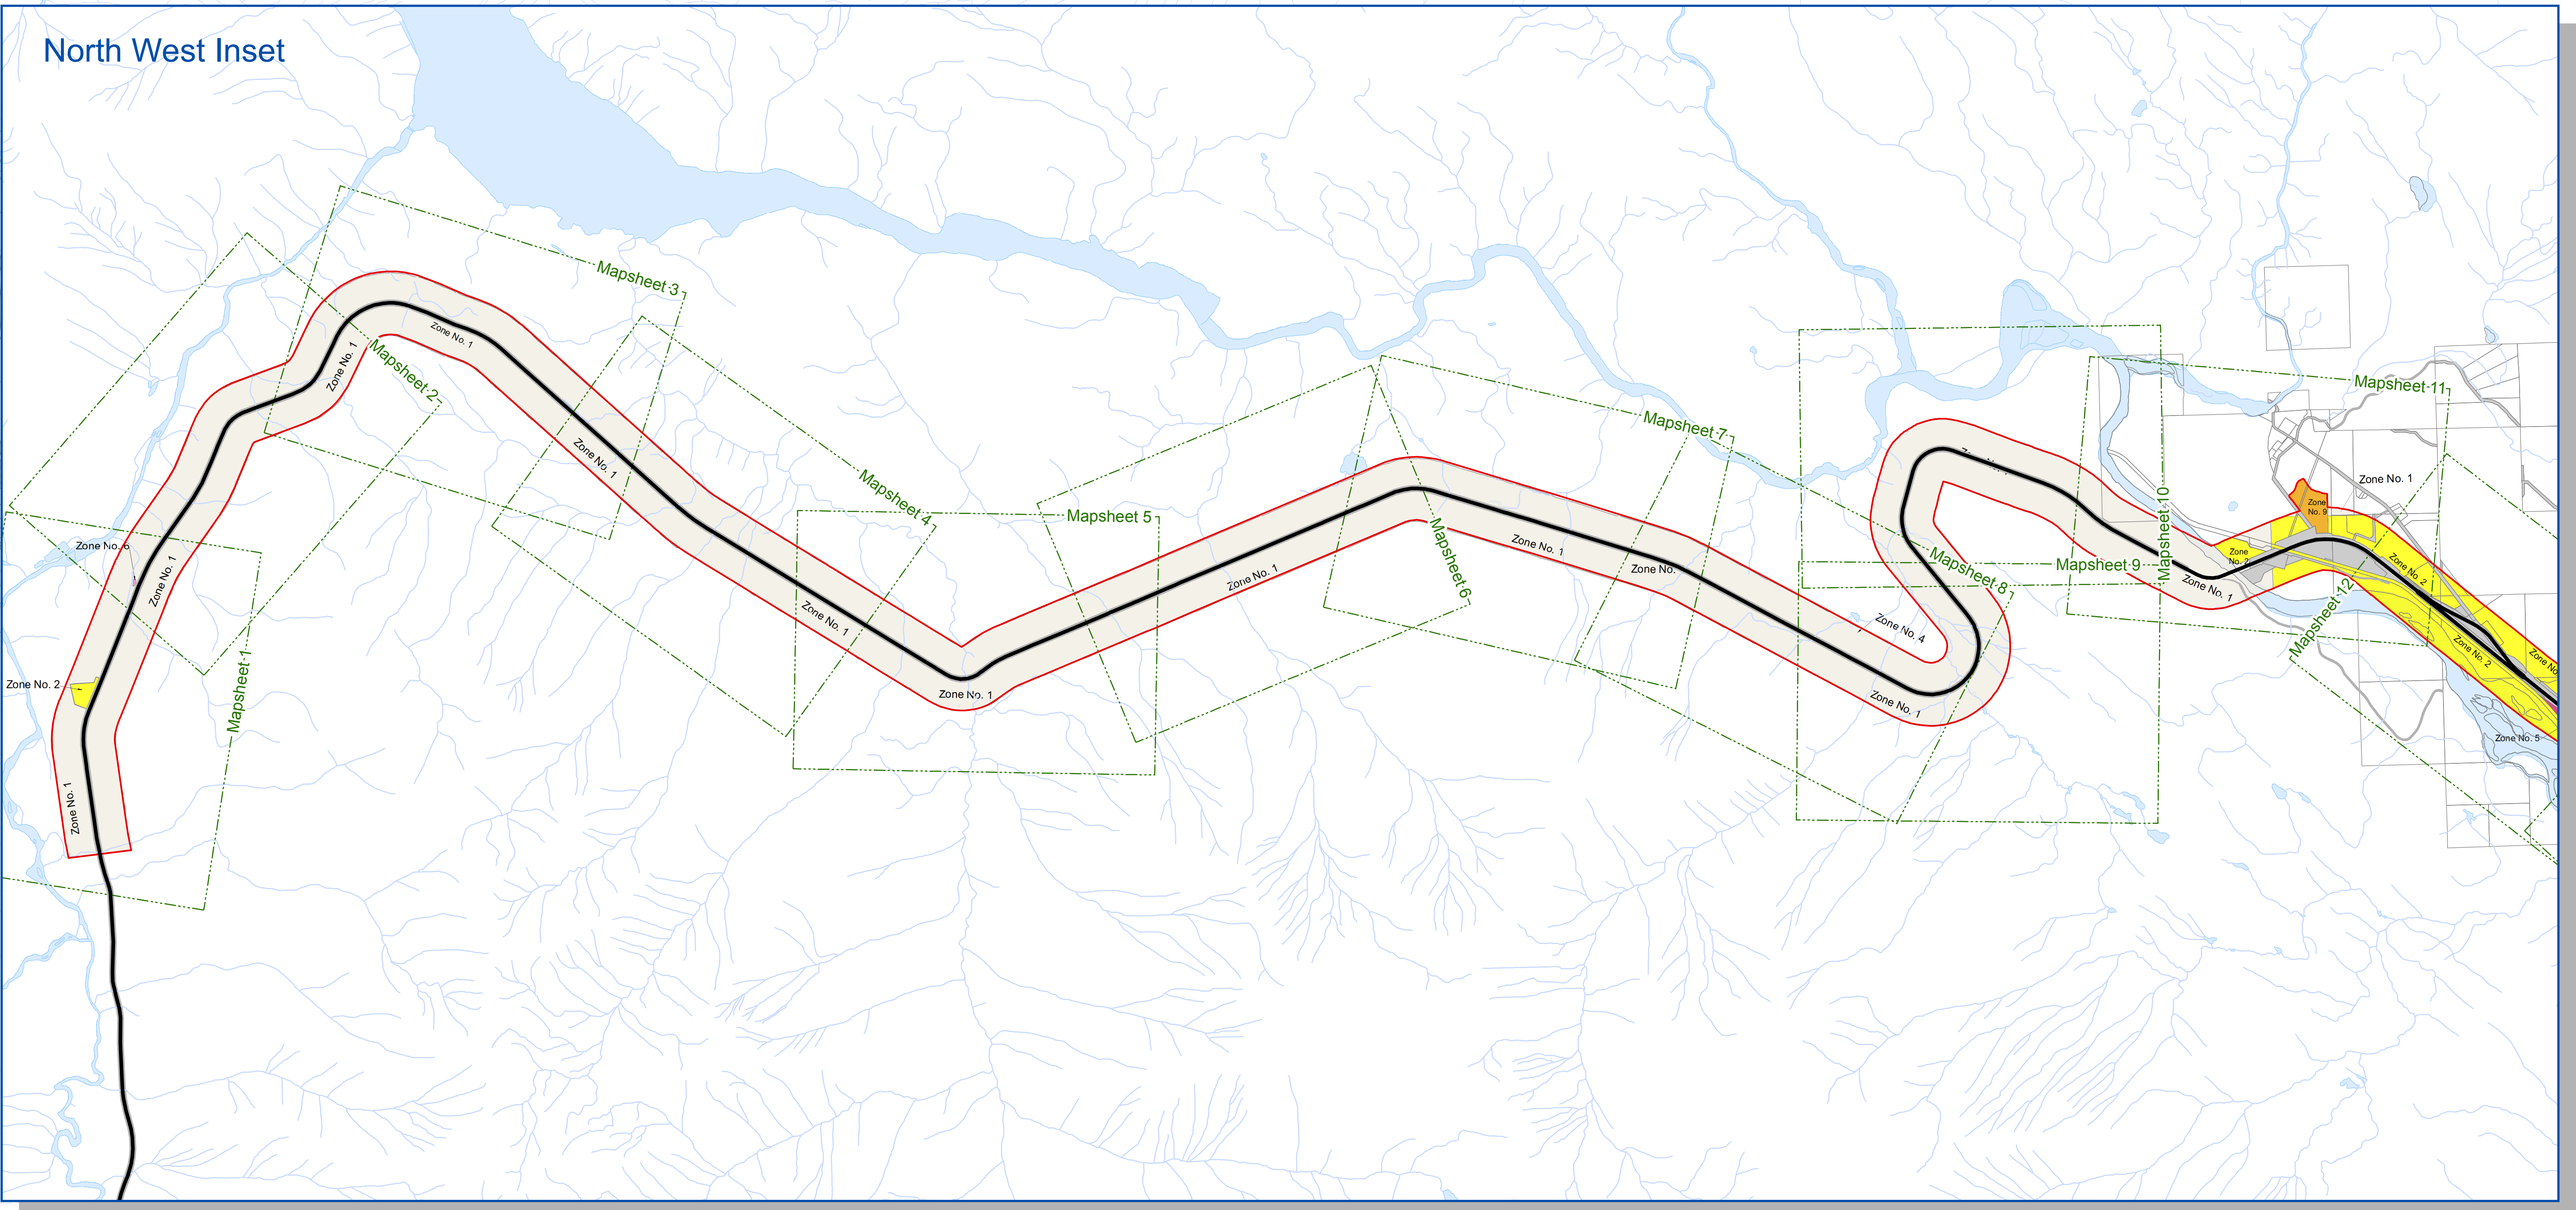 North West Inset
Mapsheet 3
Zone No. 1
Mapsheet 2
Zone No. 1
Zone No. 1
Mapsheet 4
Mapsheet 5
Zone No. 6
Zone No. 1
Zone No. 2
Mapsheet 1
Zone No. 1
Zone No. 1
Zone No. 1
Zone No. 1
Mapsheet 6
Mapsheet 7
Zone No. 1
Zone No.
Mapsheet 8
Zone No. 4
Zone No. 1
Mapsheet 9
Mapsheet 10
Zone No. 1
Mapsheet 11
Zone No. 1
Zone
No. 9
Zone
No. 2
Zone No. 2
Mapsheet 12
Zone No. 2
Zone No
Zone No. 5